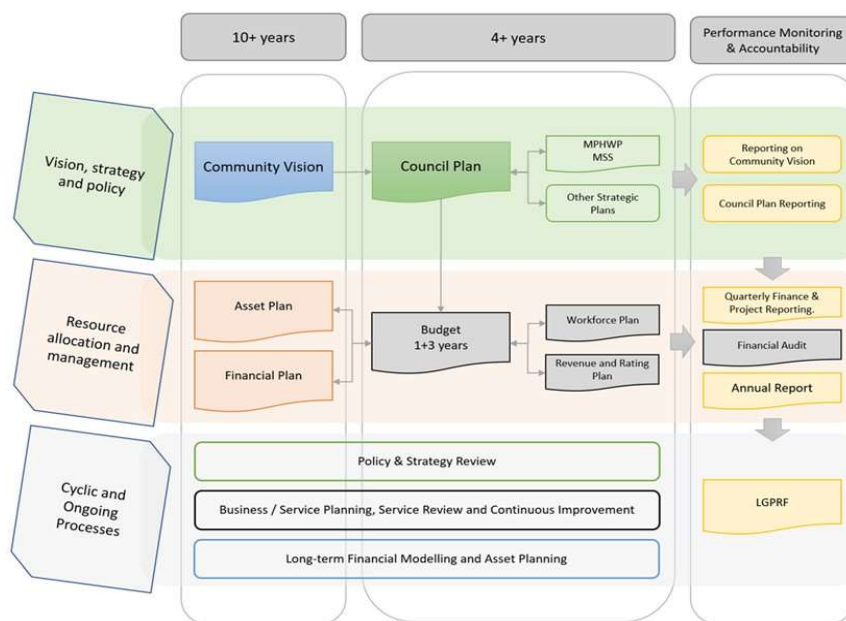 10+ years
4+ years
Performance Monitoring
& Accountability
Vision, strategy
and policy
Community Vision
Council Plan
MPHWP
MSS
Other Strategic
Plans
Reporting on
Community Vision
Council Plan Reporting
Resource
allocation and
management
Asset Plan
Financial Plan
Budget
1+3 years
Workforce Plan
Revenue and Rating
Plan
Quarterly Finance &
Project Reporting.
Financial Audit
Annual Report
Cyclic and
Ongoing
Processes
Policy & Strategy Review
Business / Service Planning, Service Review and Continuous Improvement
Long-term Financial Modelling and Asset Planning
LGPRF